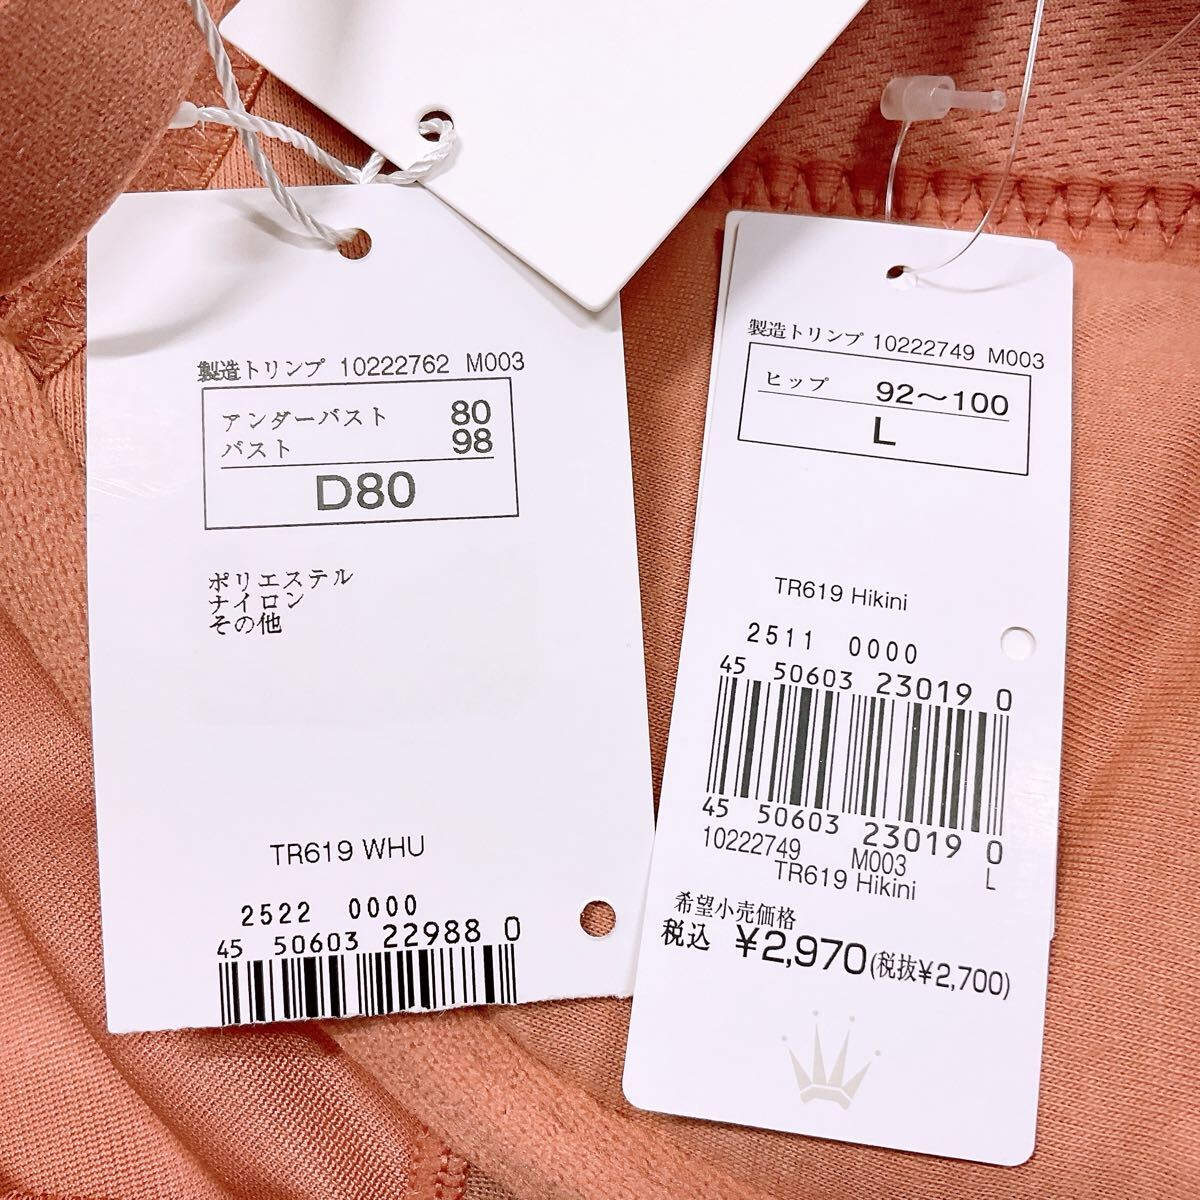 製造トリンプ 10222762 M003
アンダーバスト 80
バスト 98
D80
ポリエステル
ナイロン
その他
TR619 WHU
2522 0000
45 50603 22988 0
製造トリンプ 10222749 M003
ヒップ 92～100
L
TR619 Hikini
2511 0000
45 50603 23019 0
45 50603 23019 0
10222749 M003 L
TR619 Hikini
希望小売価格
税込 ¥2,970(税抜¥2,700)